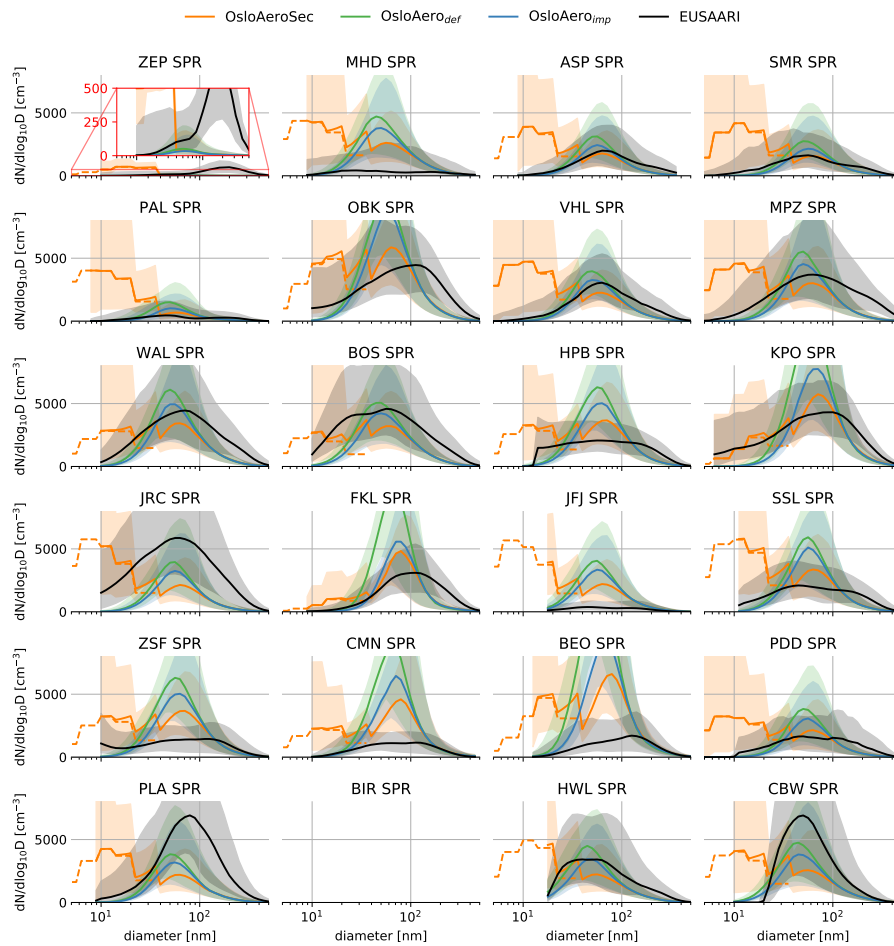 OsloAeroSec OsloAero_def OsloAero_imp EUSAARI
ZEP SPR MHD SPR ASP SPR SMR SPR
dN/dlog₁₀D [cm⁻³] 5000 0 500 250 0
PAL SPR OBK SPR VHL SPR MPZ SPR
dN/dlog₁₀D [cm⁻³] 5000 0
WAL SPR BOS SPR HPB SPR KPO SPR
dN/dlog₁₀D [cm⁻³] 5000 0
JRC SPR FKL SPR JFJ SPR SSL SPR
dN/dlog₁₀D [cm⁻³] 5000 0
ZSF SPR CMN SPR BEO SPR PDD SPR
dN/dlog₁₀D [cm⁻³] 5000 0
PLA SPR BIR SPR HWL SPR CBW SPR
dN/dlog₁₀D [cm⁻³] 5000 0
10¹ 10² 10¹ 10² 10¹ 10² 10¹ 10²
diameter [nm] diameter [nm] diameter [nm] diameter [nm]